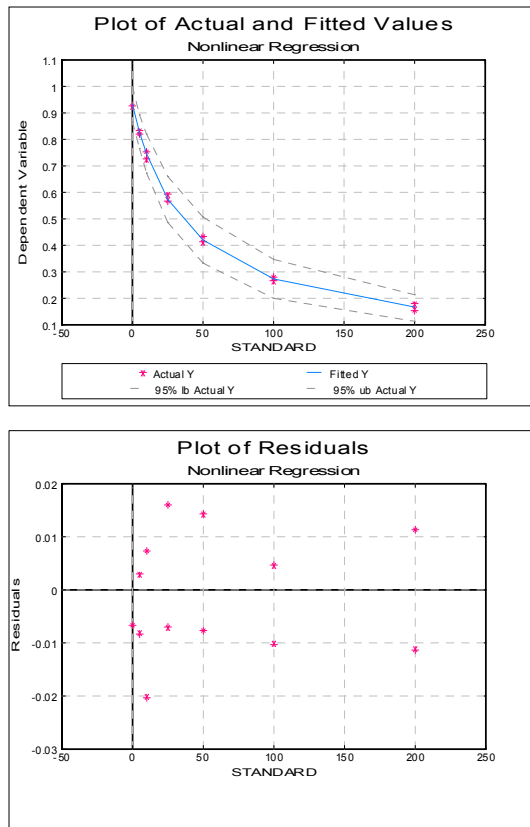 Plot of Actual and Fitted Values
Nonlinear Regression
1.1
1
0.9
0.8
0.7
0.6
0.5
0.4
0.3
0.2
0.1
Dependent Variable
-50 0 50 100 150 200 250
STANDARD
Actual Y Fitted Y
95% lb Actual Y 95% ub Actual Y
Plot of Residuals
Nonlinear Regression
0.02
0.01
0
-0.01
-0.02
-0.03
Residuals
-50 0 50 100 150 200 250
STANDARD